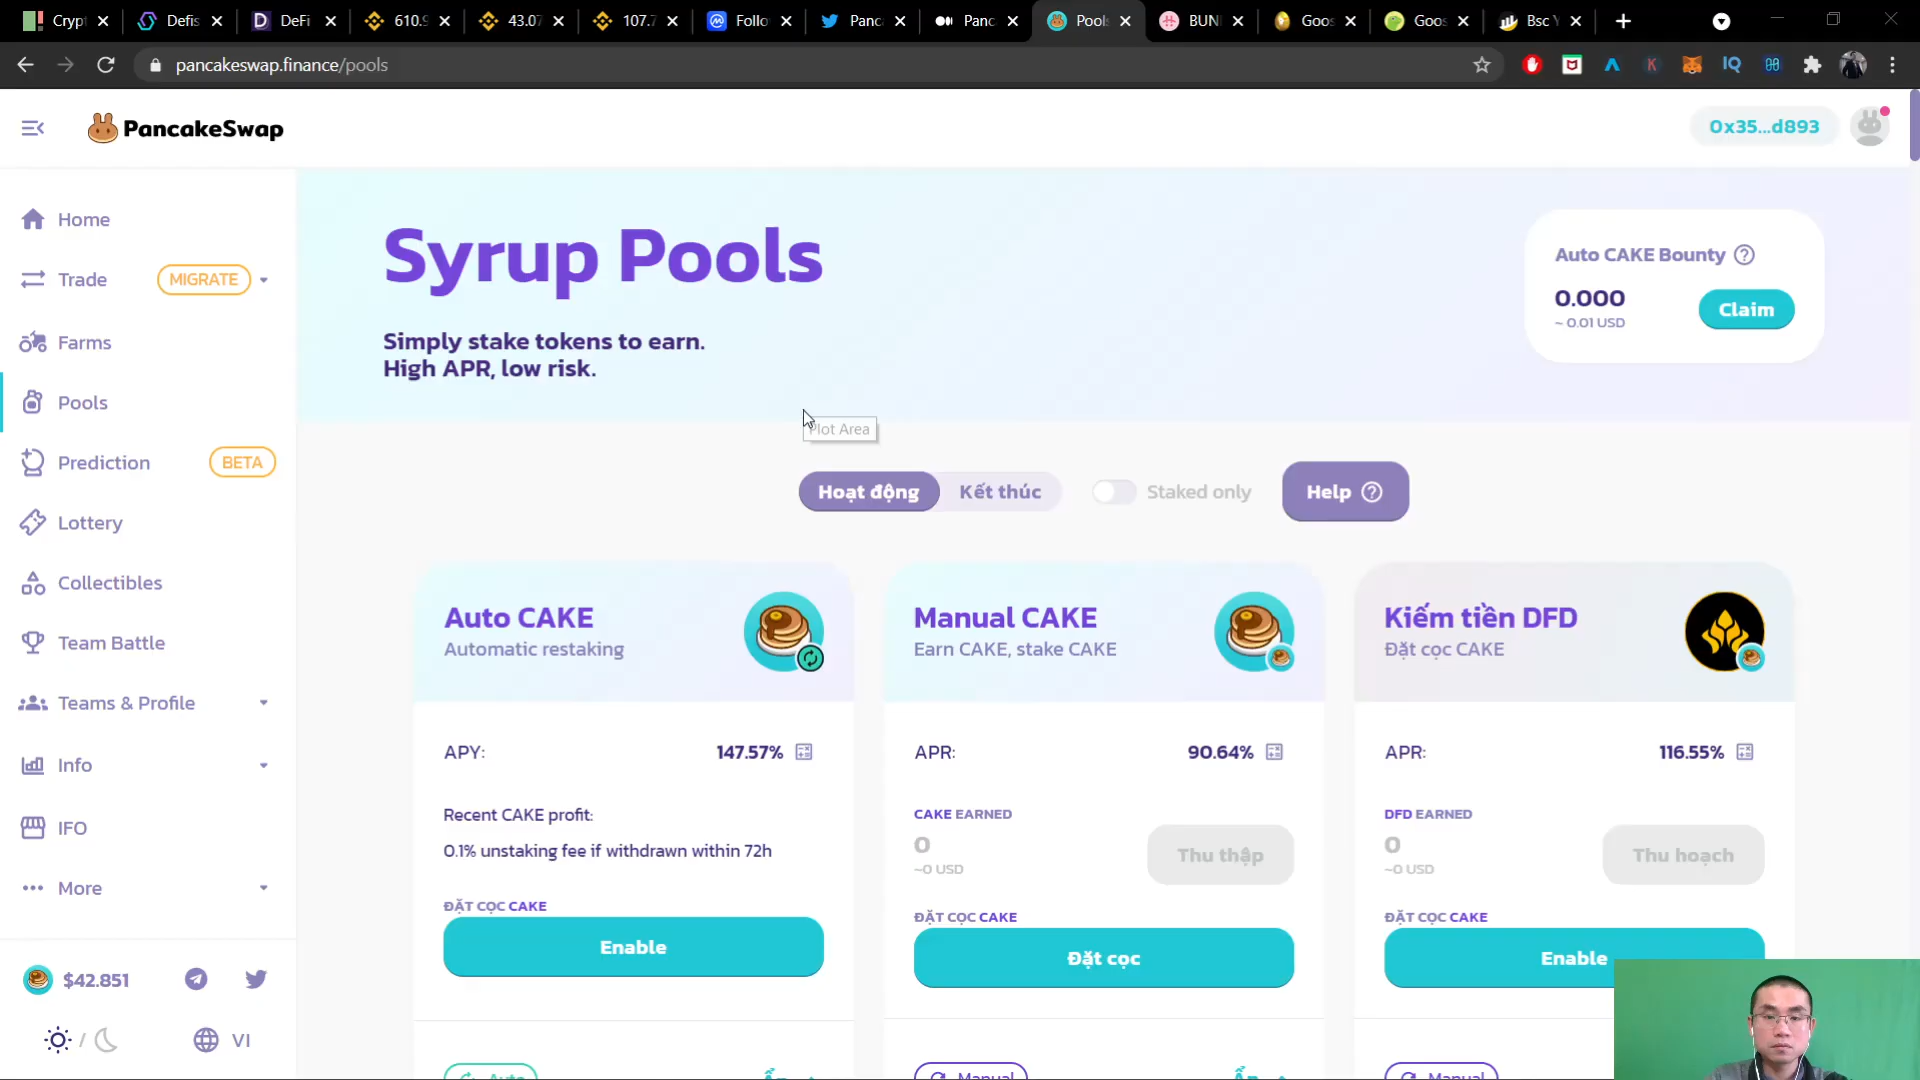 Crypt
Defis
DeFi
610.9
43.07
107.7
Follo
Panc
Panc
Pools
BUN
Goos
Goos
Bsc Y
pancakeswap.finance/pools
PancakeSwap
0x35...d893
Home
Trade
MIGRATE
Farms
Pools
Prediction
BETA
Lottery
Collectibles
Team Battle
Teams & Profile
Info
IFO
More
$42.851
VI
Syrup Pools
Simply stake tokens to earn.
High APR, low risk.
Auto CAKE Bounty
0.000
~ 0.01 USD
Claim
Plot Area
Hoạt động
Kết thúc
Staked only
Help
Auto CAKE
Automatic restaking
APY:
147.57%
Recent CAKE profit:
0.1% unstaking fee if withdrawn within 72h
ĐẶT CỌC CAKE
Enable
Auto
Ẩn
Manual CAKE
Earn CAKE, stake CAKE
APR:
90.64%
CAKE EARNED
0
~0 USD
Thu thập
ĐẶT CỌC CAKE
Đặt cọc
Manual
Ẩn
Kiếm tiền DFD
Đặt cọc CAKE
APR:
116.55%
DFD EARNED
0
~0 USD
Thu hoạch
ĐẶT CỌC CAKE
Enable
Manual